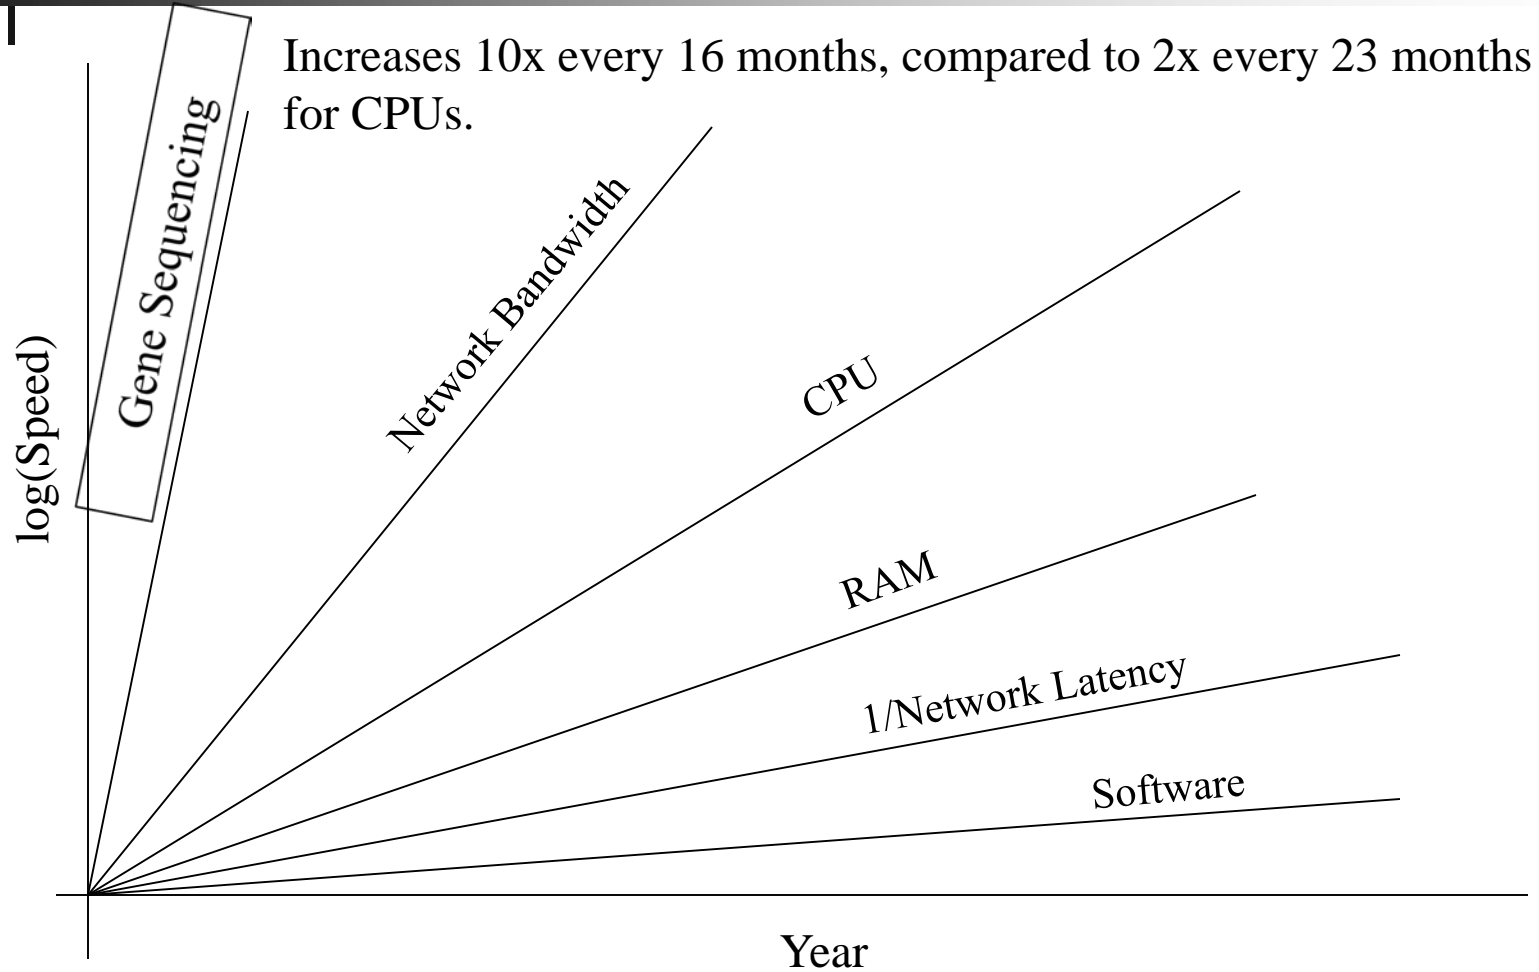 Increases 10x every 16 months, compared to 2x every 23 months
for CPUs.
Gene Sequencing
Network Bandwidth
CPU
RAM
1/Network Latency
Software
log(Speed)
Year